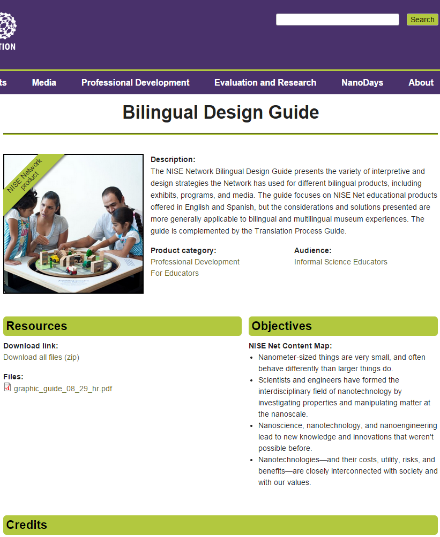 TION
Search
ts Media Professional Development Evaluation and Research NanoDays About
Bilingual Design Guide
NISE Network
product
Description:
The NISE Network Bilingual Design Guide presents the variety of interpretive and
design strategies the Network has used for different bilingual products, including
exhibits, programs, and media. The guide focuses on NISE Net educational products
offered in English and Spanish, but the considerations and solutions presented are
more generally applicable to bilingual and multilingual museum experiences. The
guide is complemented by the Translation Process Guide.
Product category:
Professional Development
For Educators
Audience:
Informal Science Educators
Resources
Download link:
Download all files (zip)
Files:
graphic_guide_08_29_hr.pdf
Objectives
NISE Net Content Map:
• Nanometer-sized things are very small, and often
behave differently than larger things do.
• Scientists and engineers have formed the
interdisciplinary field of nanotechnology by
investigating properties and manipulating matter at
the nanoscale.
• Nanoscience, nanotechnology, and nanoengineering
lead to new knowledge and innovations that weren't
possible before.
• Nanotechnologies—and their costs, utility, risks, and
benefits—are closely interconnected with society and
with our values.
Credits